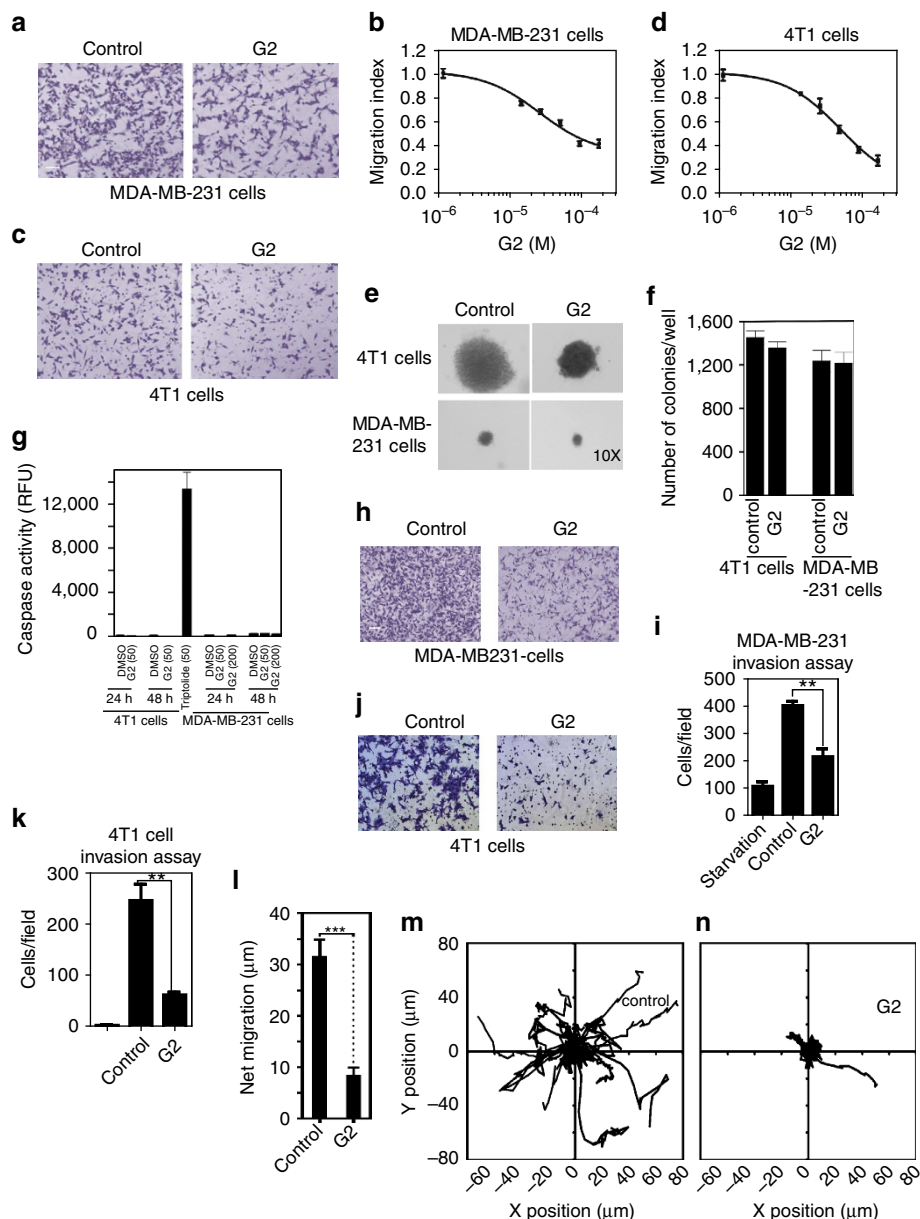 a
Control
G2
MDA-MB-231 cells
b
MDA-MB-231 cells
Migration index
1.2
1.0
0.8
0.6
0.4
0.2
0.0
10⁻⁶
10⁻⁵
10⁻⁴
G2 (M)
d
4T1 cells
Migration index
1.2
1.0
0.8
0.6
0.4
0.2
0.0
10⁻⁶
10⁻⁵
10⁻⁴
G2 (M)
c
Control
G2
4T1 cells
e
Control
G2
4T1 cells
MDA-MB-
231 cells
10X
f
Number of colonies/well
1,600
1,200
800
400
0
control
G2
control
G2
4T1 cells
MDA-MB
-231 cells
g
Caspase activity (RFU)
12,000
8,000
4,000
0
DMSO
G2 (50)
DMSO
G2 (50)
Triptolide (50)
DMSO
G2 (50)
G2 (200)
DMSO
G2 (50)
G2 (200)
24 h
48 h
24 h
48 h
4T1 cells
MDA-MB-231 cells
h
Control
G2
MDA-MB231-cells
i
MDA-MB-231
invasion assay
Cells/field
500
400
300
200
100
0
**
Starvation
Control
G2
j
Control
G2
4T1 cells
k
4T1 cell
invasion assay
Cells/field
300
200
100
0
**
Control
G2
l
Net migration (μm)
40
30
20
10
0
***
Control
G2
m
Y position (μm)
80
40
0
−40
−80
control
−60
−40
−20
0
20
40
60
80
X position (μm)
n
G2
−60
−40
−20
0
20
40
60
80
X position (μm)